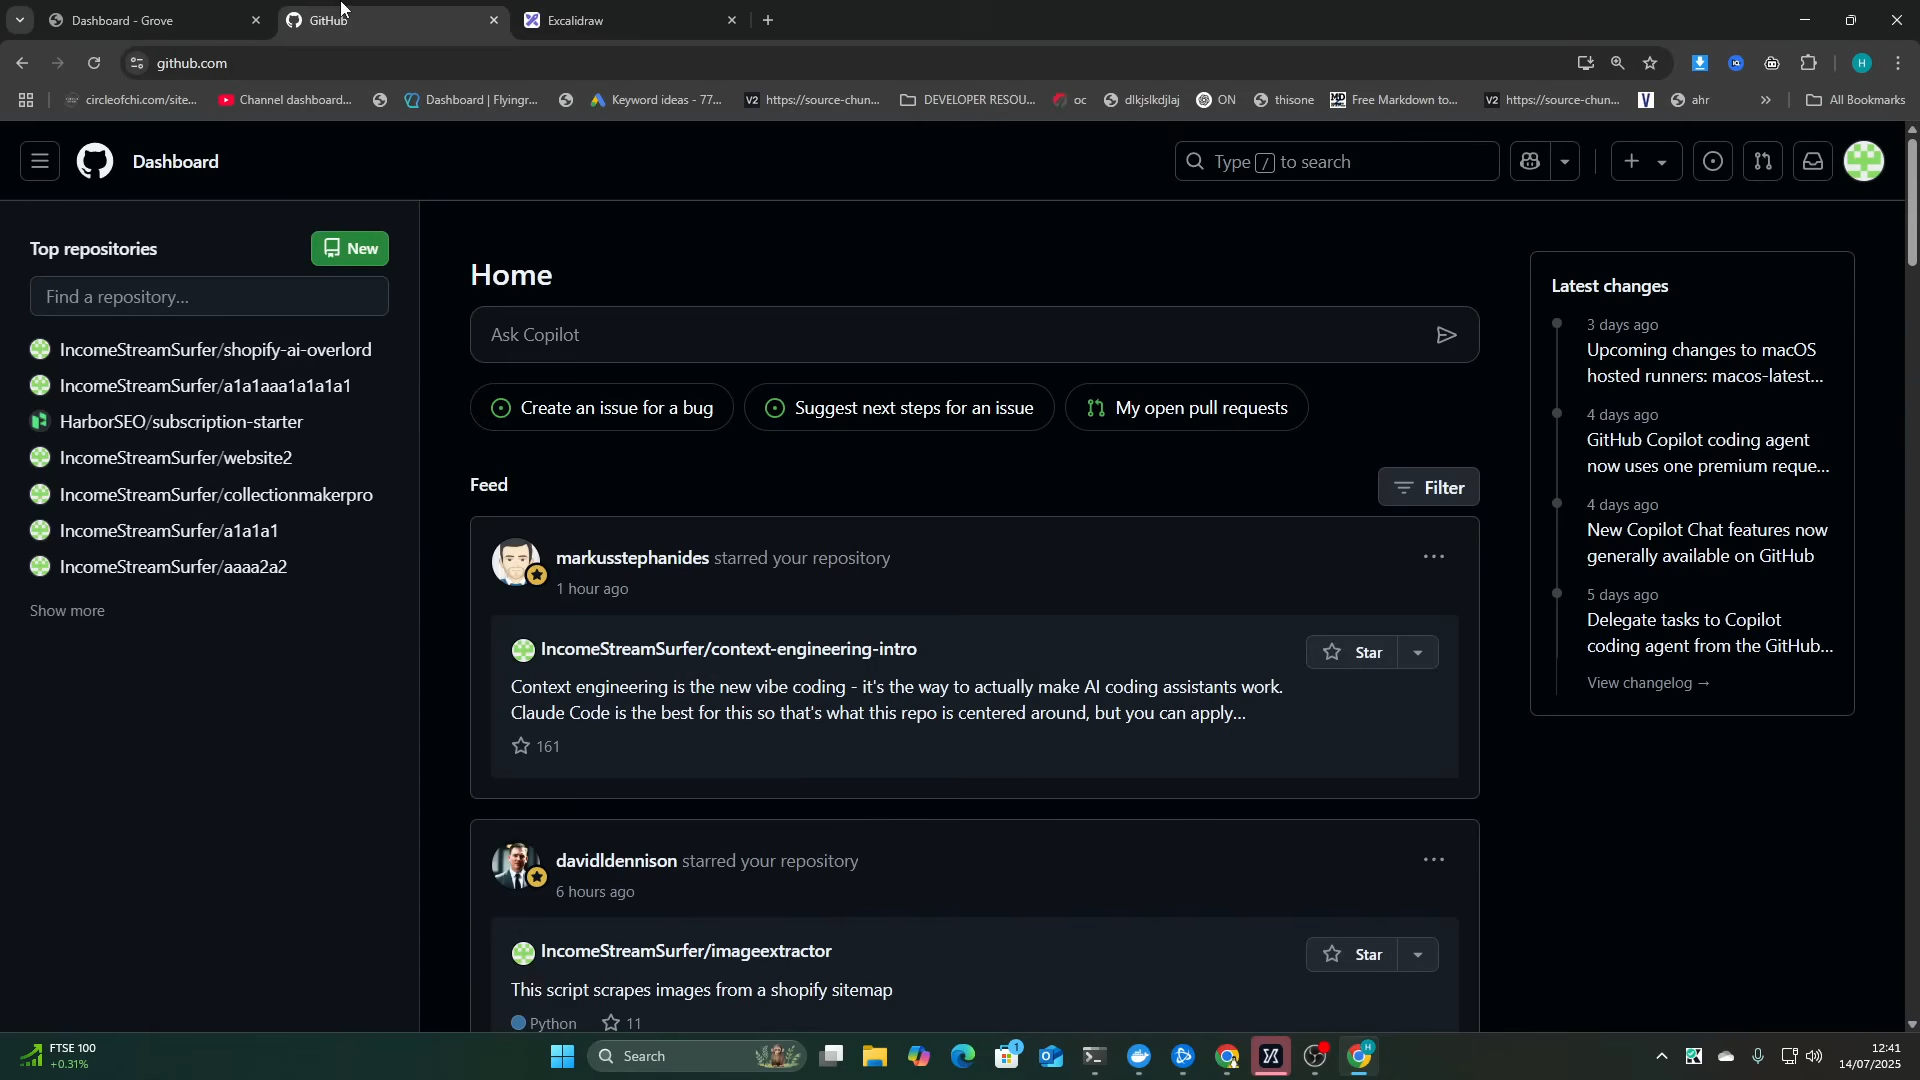 Dashboard - Grove
GitHub
Excalidraw
github.com
H
circleofchi.com/site...
Channel dashboard...
Dashboard | Flyingr...
Keyword ideas - 77...
V2 https://source-chun...
DEVELOPER RESOU...
oc
dlkjslkdjlaj
ON
thisone
MD Free Markdown to...
V2 https://source-chun...
V
ahr
»
All Bookmarks
Dashboard
Type / to search
Top repositories
New
Find a repository...
IncomeStreamSurfer/shopify-ai-overlord
IncomeStreamSurfer/a1a1aaa1a1a1a1
HarborSEO/subscription-starter
IncomeStreamSurfer/website2
IncomeStreamSurfer/collectionmakerpro
IncomeStreamSurfer/a1a1a1
IncomeStreamSurfer/aaaa2a2
Show more
Home
Ask Copilot
Create an issue for a bug
Suggest next steps for an issue
My open pull requests
Feed
Filter
markusstephanides starred your repository
1 hour ago
IncomeStreamSurfer/context-engineering-intro
Star
Context engineering is the new vibe coding - it's the way to actually make AI coding assistants work.
Claude Code is the best for this so that's what this repo is centered around, but you can apply...
161
davidldennison starred your repository
6 hours ago
IncomeStreamSurfer/imageextractor
Star
This script scrapes images from a shopify sitemap
Python
11
Latest changes
3 days ago
Upcoming changes to macOS
hosted runners: macos-latest...
4 days ago
GitHub Copilot coding agent
now uses one premium reque...
4 days ago
New Copilot Chat features now
generally available on GitHub
5 days ago
Delegate tasks to Copilot
coding agent from the GitHub...
View changelog →
FTSE 100
+0.31%
Search
1
H
12:41
14/07/2025